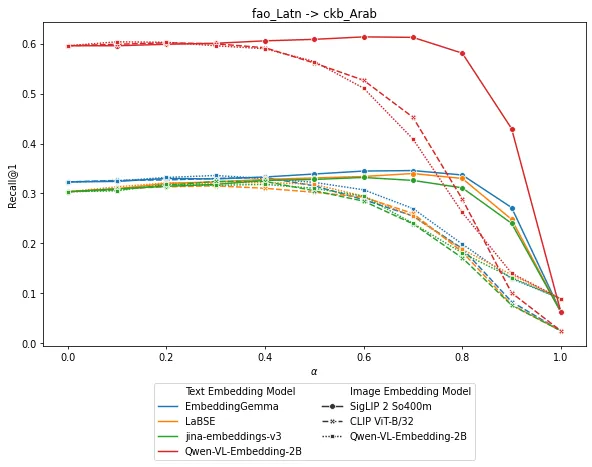 fao_Latn -> ckb_Arab
Recall@1
0.6
0.5
0.4
0.3
0.2
0.1
0.0
0.0 0.2 0.4 0.6 0.8 1.0
α
Text Embedding Model Image Embedding Model
EmbeddingGemma SigLIP 2 So400m
LaBSE CLIP ViT-B/32
jina-embeddings-v3 Qwen-VL-Embedding-2B
Qwen-VL-Embedding-2B